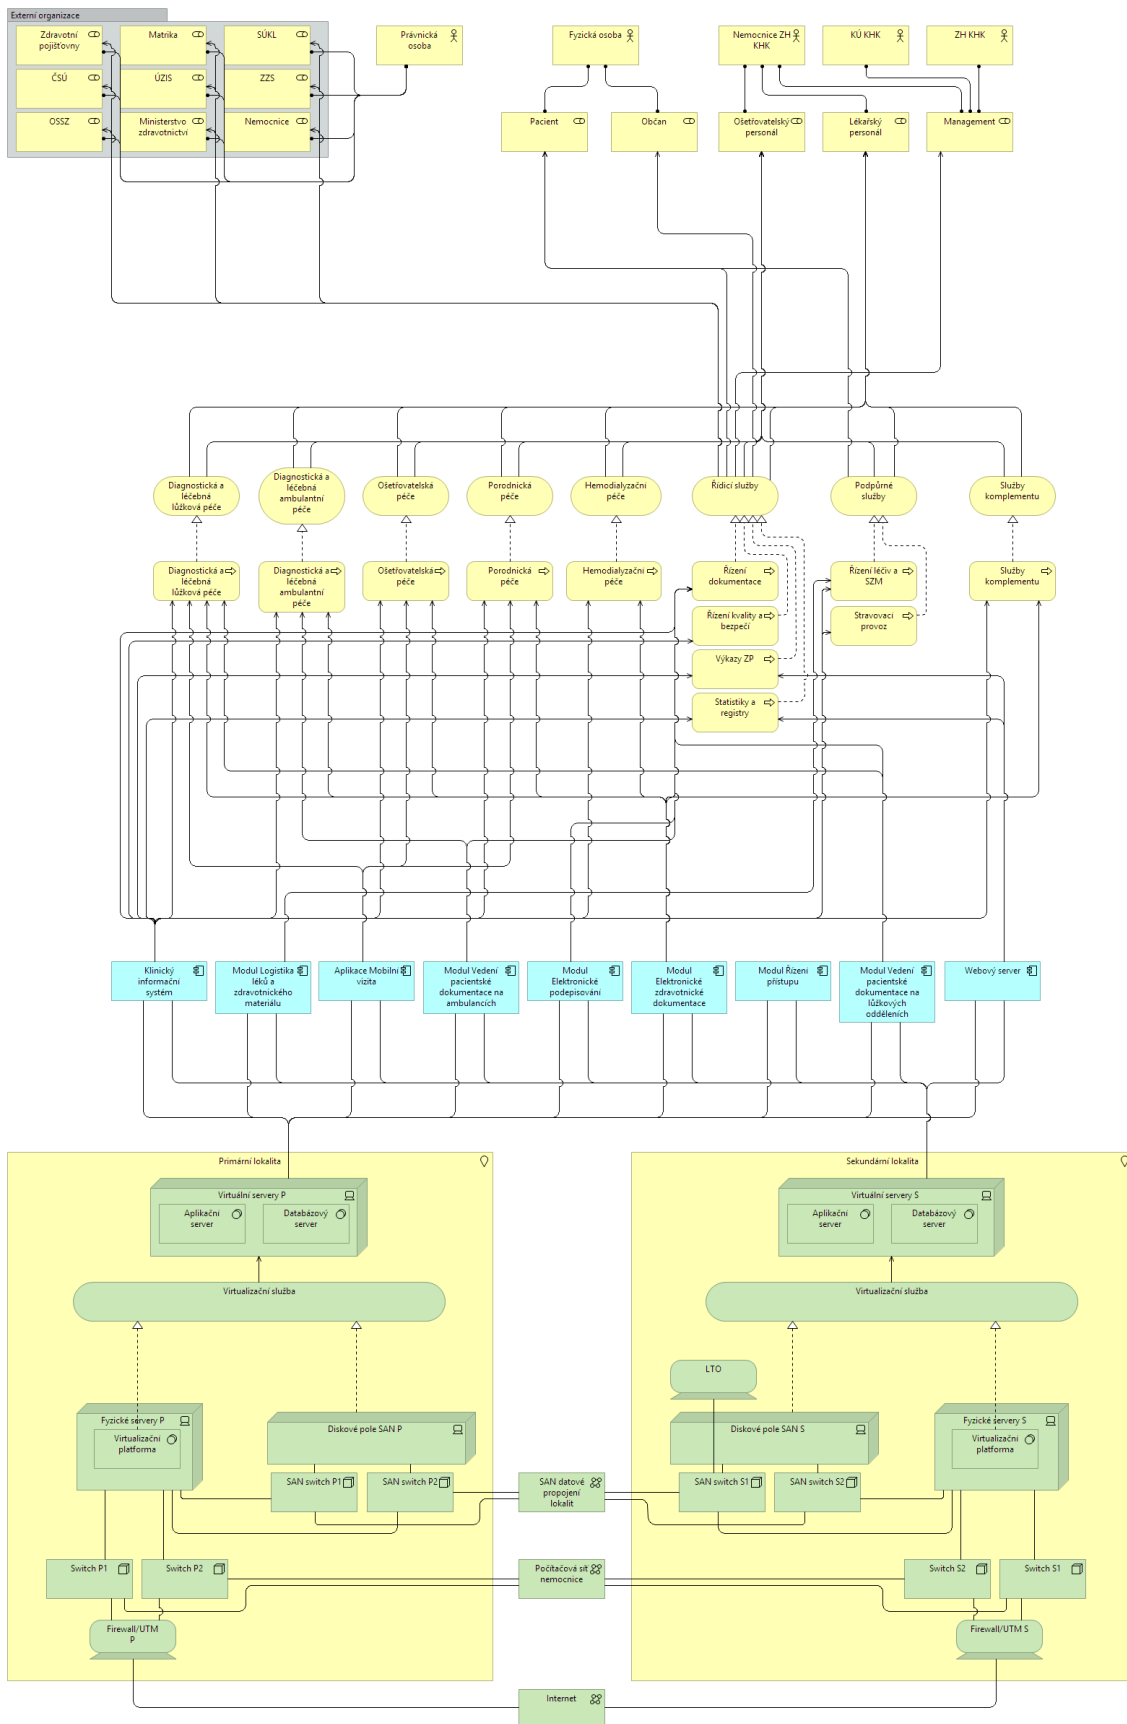 Externí organizace
Zdravotní
pojišťovny
Matrika
SÚKL
ČSÚ
ÚZIS
ZZS
OSSZ
Ministerstvo
zdravotnictví
Nemocnice
Právnická
osoba
Fyzická osoba
Nemocnice ZH
KHK
KÚ KHK
ZH KHK
Pacient
Občan
Ošetřovatelský
personál
Lékařský
personál
Management
Diagnostická a
léčebná
lůžková péče
Diagnostická a
léčebná
ambulantní
péče
Ošetřovatelská
péče
Porodnická
péče
Hemodialyzační
péče
Řídicí služby
Podpůrné
služby
Služby
komplementu
Diagnostická a
léčebná
lůžková péče
Diagnostická a
léčebná
ambulantní
péče
Ošetřovatelská
péče
Porodnická
péče
Hemodialyzační
péče
Řízení
dokumentace
Řízení léčiv a
SZM
Služby
komplementu
Řízení kvality a
bezpečí
Stravovací
provoz
Výkazy ZP
Statistiky a
registry
Klinický
informační
systém
Modul Logistika
léků a
zdravotnického
materiálu
Aplikace Mobilní
vizita
Modul Vedení
pacientské
dokumentace na
ambulancích
Modul
Elektronické
podepisování
Modul
Elektronické
zdravotnické
dokumentace
Modul Řízení
přístupu
Modul Vedení
pacientské
dokumentace na
lůžkových
odděleních
Webový server
Primární lokalita
Virtuální servery P
Aplikační
server
Databázový
server
Virtualizační služba
Fyzické servery P
Virtualizační
platforma
Diskové pole SAN P
SAN switch P1
SAN switch P2
Switch P1
Switch P2
Firewall/UTM
P
SAN datové
propojení
lokalit
Počítačová síť
nemocnice
Internet
Sekundární lokalita
Virtuální servery S
Aplikační
server
Databázový
server
Virtualizační služba
LTO
Diskové pole SAN S
Fyzické servery S
Virtualizační
platforma
SAN switch S1
SAN switch S2
Switch S2
Switch S1
Firewall/UTM S